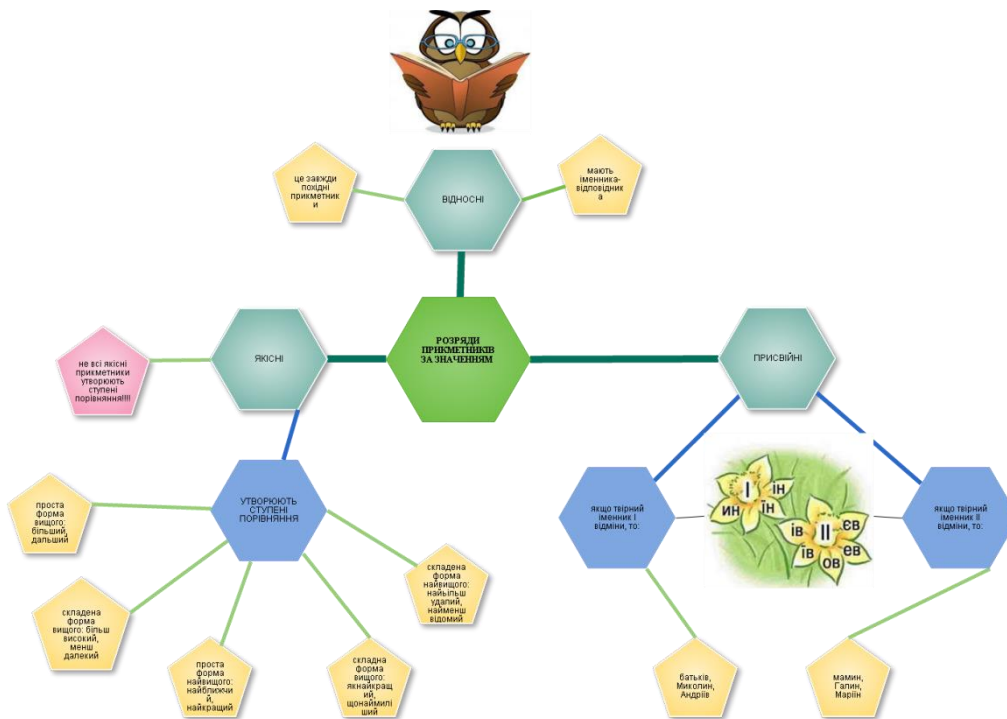 це завжди
похідні
прикметник
и
ВІДНОСНІ
мають
іменника-
відповідник
а
РОЗРЯДИ
ПРИКМЕТНИКІВ
ЗА ЗНАЧЕННЯМ
не всі якісні
прикметники
утворюють
ступені
порівняння!!!!
ЯКІСНІ
ПРИСВІЙНІ
УТВОРЮЮТЬ
СТУПЕНІ
ПОРІВНЯННЯ
проста
форма
вищого:
більший,
дальший
складена
форма
вищого: більш
високий,
менш
далекий
проста
форма
найвищого:
найближчи
й,
найкращий
складна
форма
вищого:
якнайкращ
ий,
щонаймилі
ший
складена
форма
найвищого:
найбільш
удалий,
найменш
відомий
якщо твірний
іменник І
відміни, то:
І
ин
ін
їн
ІІ
ів
їв
ов
ев
єв
якщо твірний
іменник ІІ
відміни, то:
батьків,
Миколин,
Андріїв
мамин,
Галин,
Маріїн